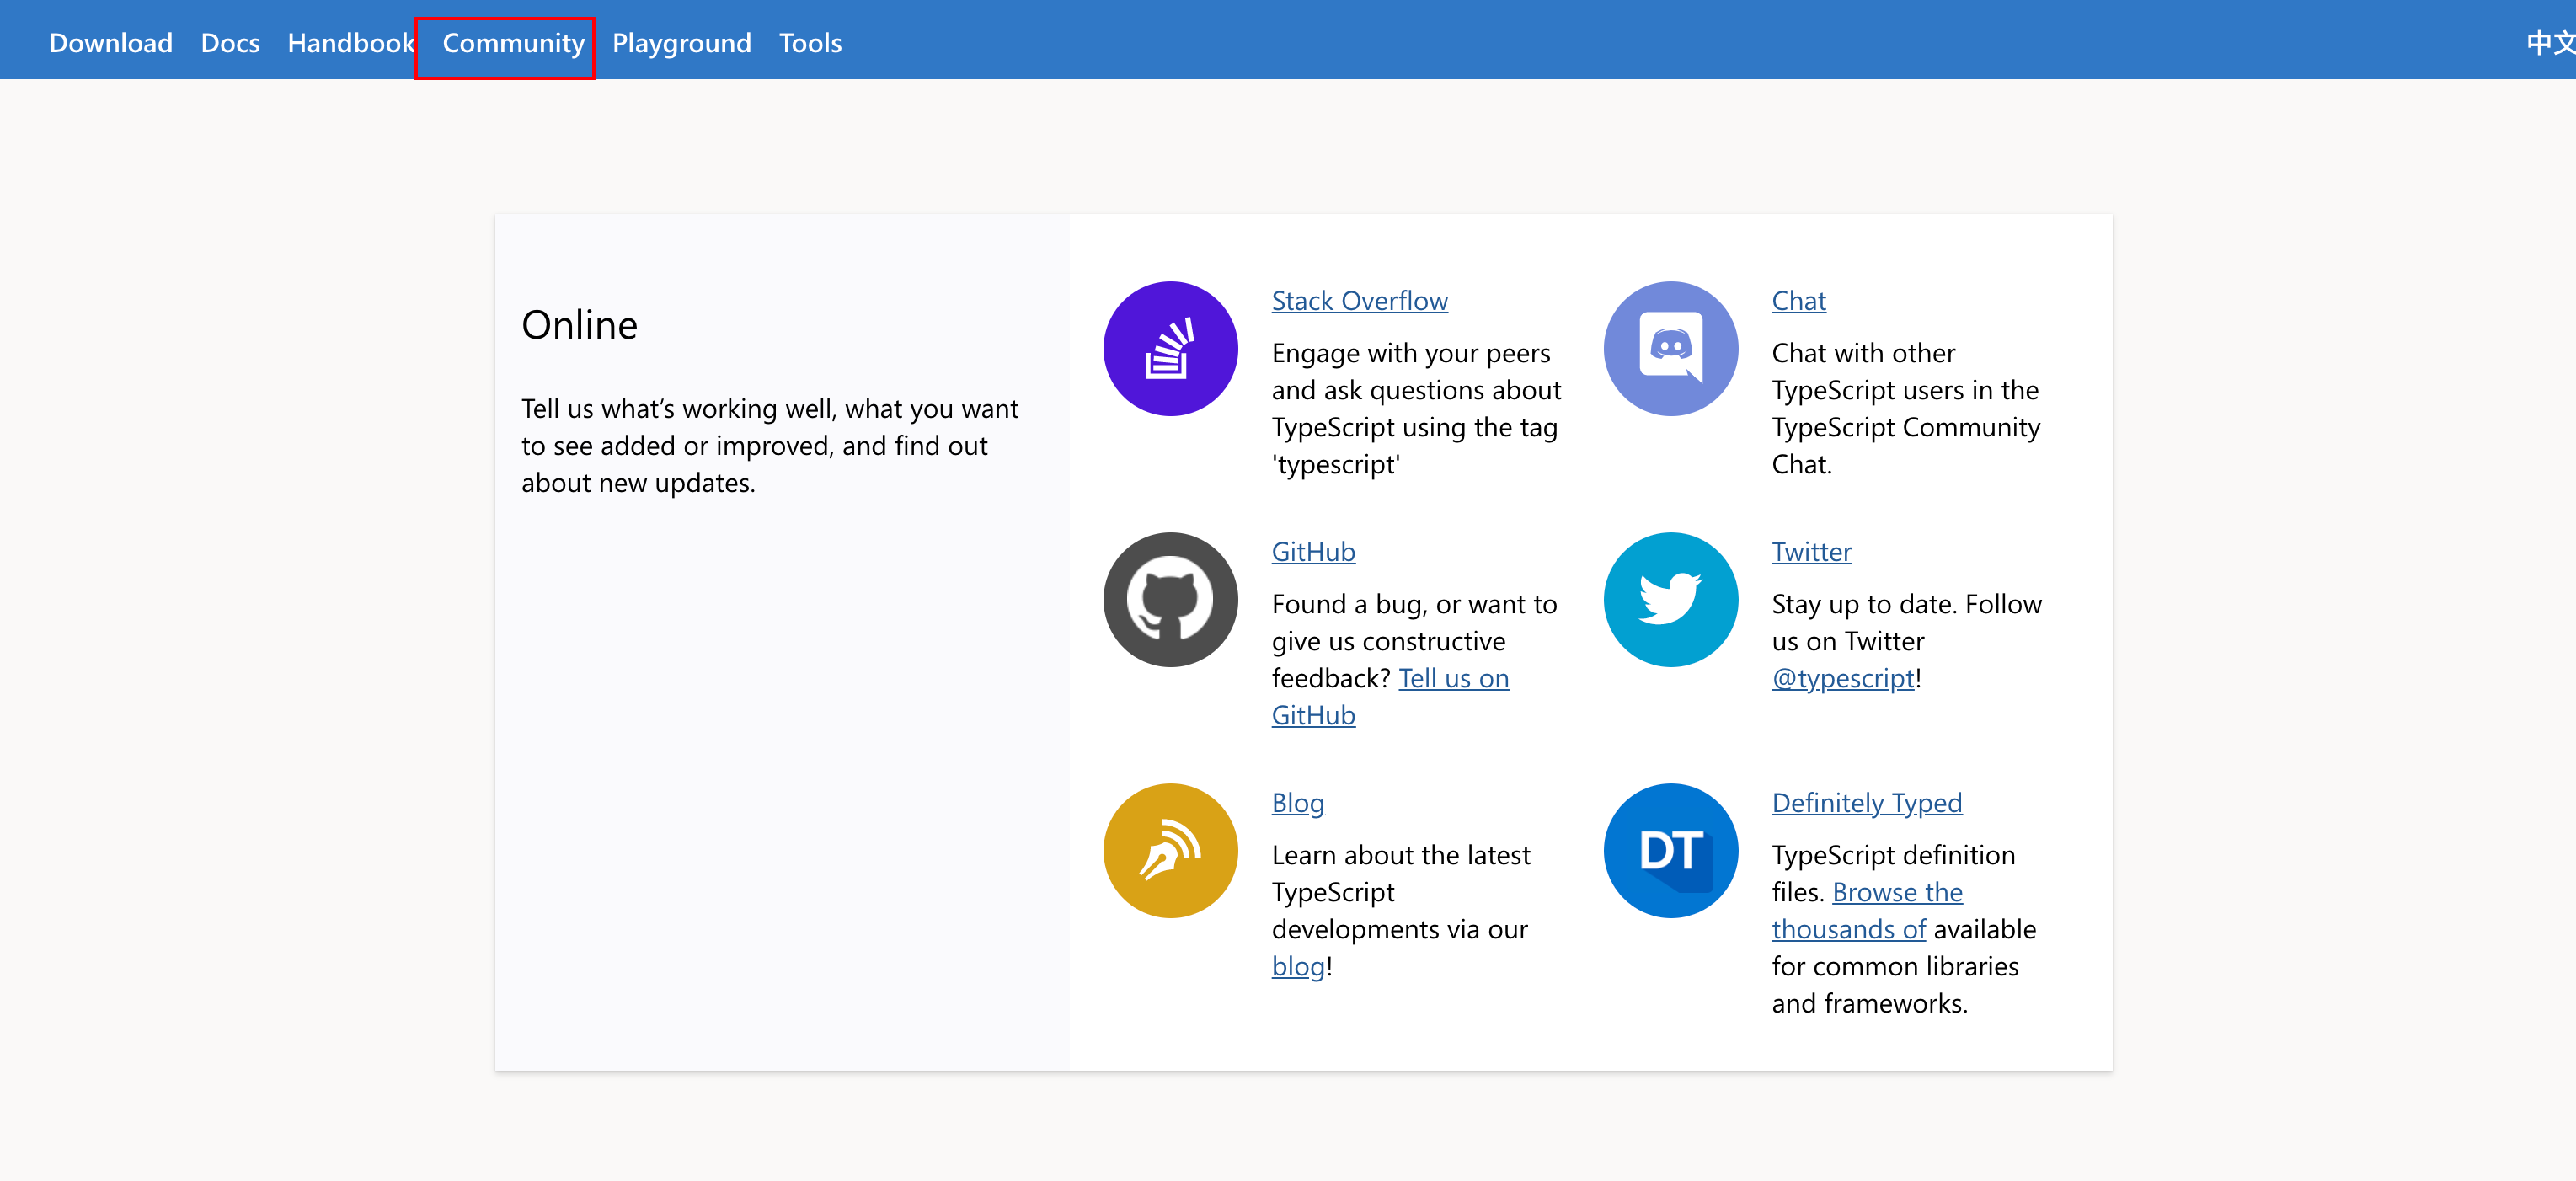 Download Docs Handbook Community Playground Tools 中文
Online
Tell us what’s working well, what you want
to see added or improved, and find out
about new updates.
Stack Overflow
Engage with your peers
and ask questions about
TypeScript using the tag
'typescript'
Chat
Chat with other
TypeScript users in the
TypeScript Community
Chat.
GitHub
Found a bug, or want to
give us constructive
feedback? Tell us on
GitHub
Twitter
Stay up to date. Follow
us on Twitter
@typescript!
Blog
Learn about the latest
TypeScript
developments via our
blog!
DT
Definitely Typed
TypeScript definition
files. Browse the
thousands of available
for common libraries
and frameworks.